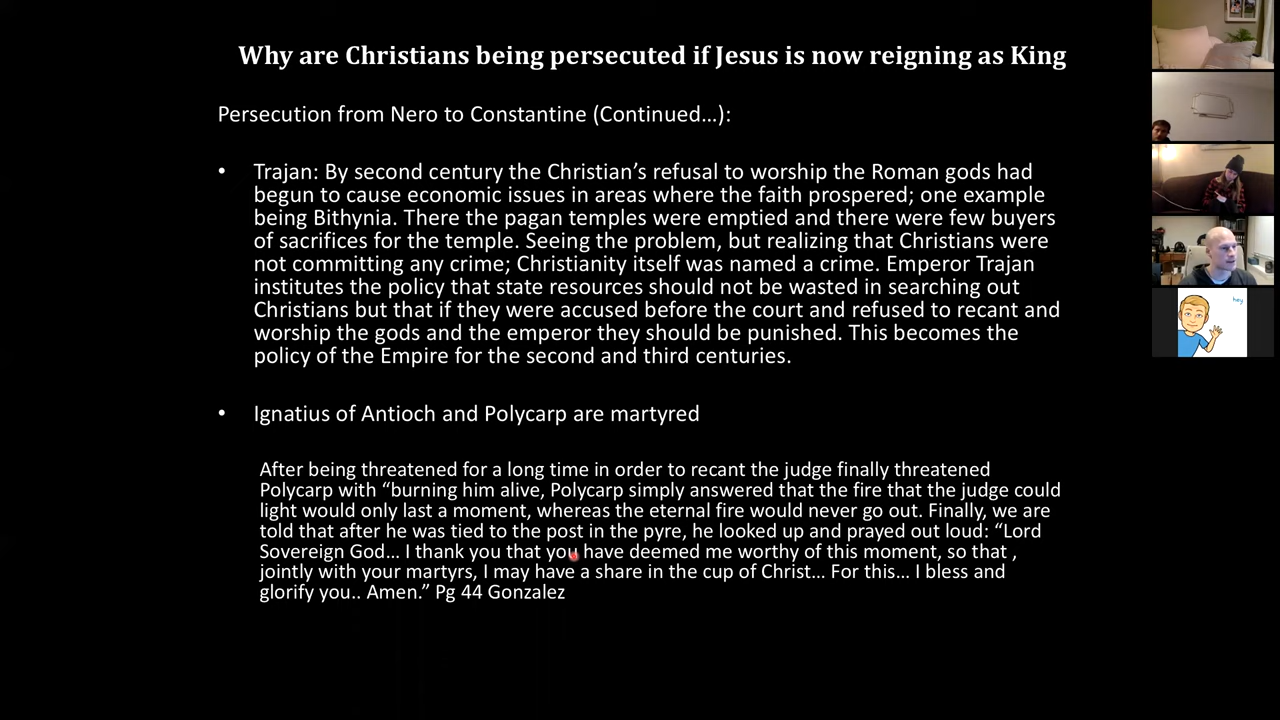 Why are Christians being persecuted if Jesus is now reigning as King
Persecution from Nero to Constantine (Continued…):
• Trajan: By second century the Christian’s refusal to worship the Roman gods had
begun to cause economic issues in areas where the faith prospered; one example
being Bithynia. There the pagan temples were emptied and there were few buyers
of sacrifices for the temple. Seeing the problem, but realizing that Christians were
not committing any crime; Christianity itself was named a crime. Emperor Trajan
institutes the policy that state resources should not be wasted in searching out
Christians but that if they were accused before the court and refused to recant and
worship the gods and the emperor they should be punished. This becomes the
policy of the Empire for the second and third centuries.
• Ignatius of Antioch and Polycarp are martyred
After being threatened for a long time in order to recant the judge finally threatened
Polycarp with “burning him alive, Polycarp simply answered that the fire that the judge could
light would only last a moment, whereas the eternal fire would never go out. Finally, we are
told that after he was tied to the post in the pyre, he looked up and prayed out loud: “Lord
Sovereign God… I thank you that you have deemed me worthy of this moment, so that ,
jointly with your martyrs, I may have a share in the cup of Christ… For this… I bless and
glorify you.. Amen.” Pg 44 Gonzalez
hey